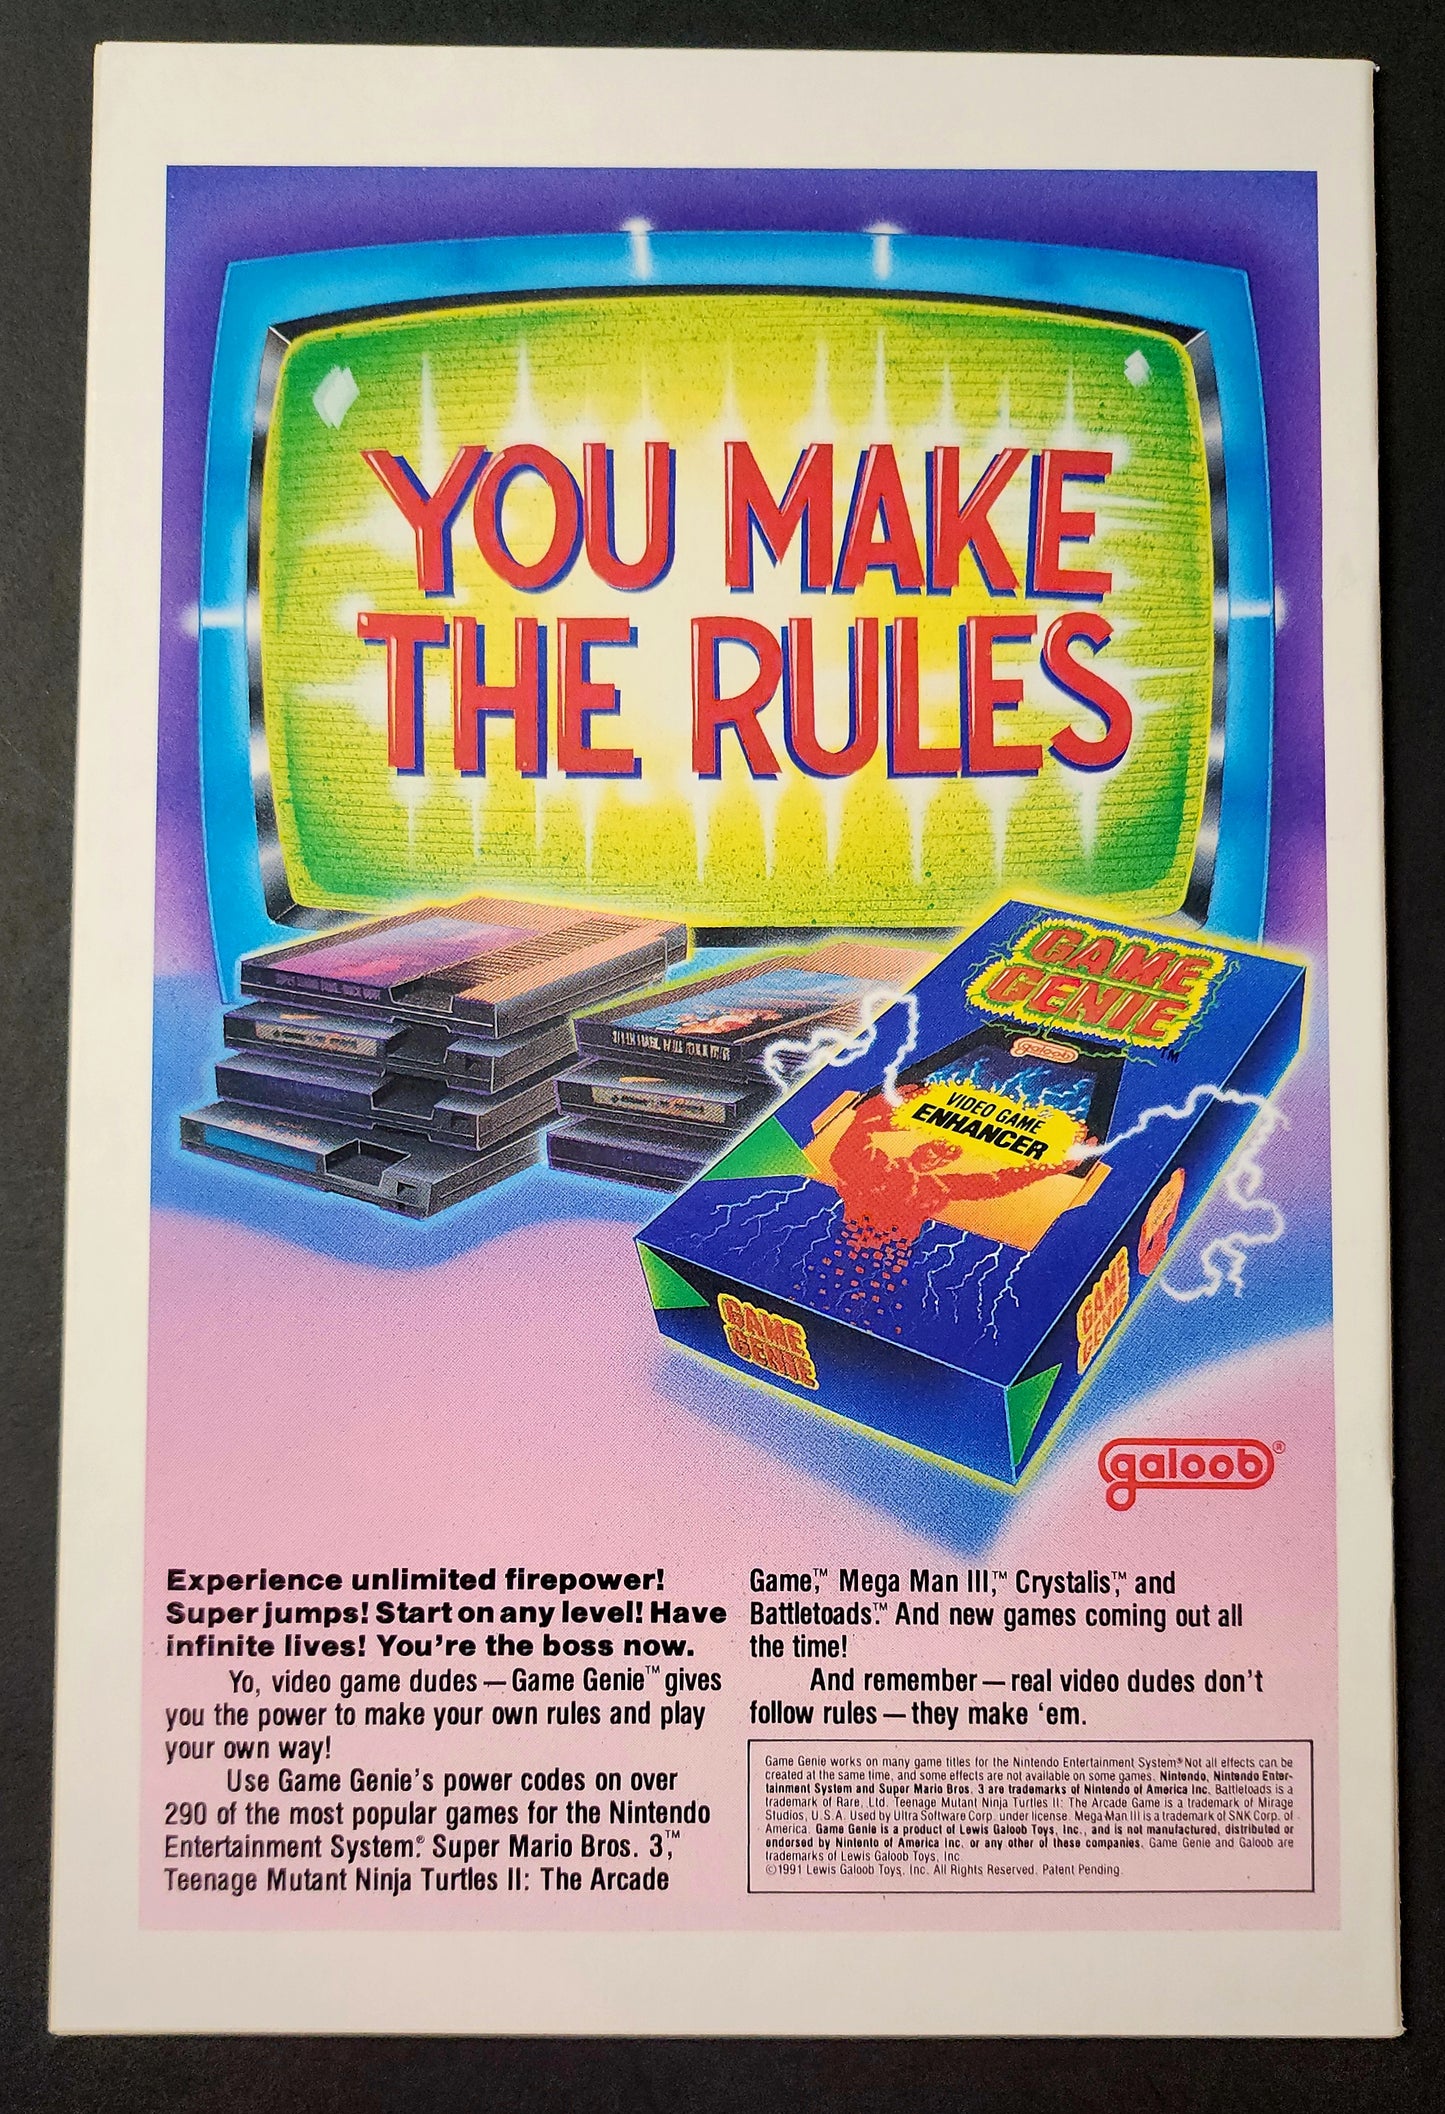 YOU MAKE
THE RULES
GAME
GENIE™
galoob
VIDEO GAME
ENHANCER
GAME
GENIE
GAME
GENIE
galoob®
Experience unlimited firepower!
Super jumps! Start on any level! Have
infinite lives! You're the boss now.
Yo, video game dudes — Game Genie™ gives
you the power to make your own rules and play
your own way!
Use Game Genie's power codes on over
290 of the most popular games for the Nintendo
Entertainment System.® Super Mario Bros. 3,™
Teenage Mutant Ninja Turtles II: The Arcade
Game,™ Mega Man III,™ Crystalis,™ and
Battletoads.™ And new games coming out all
the time!
And remember — real video dudes don't
follow rules — they make 'em.
Game Genie works on many game titles for the Nintendo Entertainment System.® Not all effects can be
created at the same time, and some effects are not available on some games. Nintendo, Nintendo Enter-
tainment System and Super Mario Bros. 3 are trademarks of Nintendo of America Inc. Battletoads is a
trademark of Rare, Ltd. Teenage Mutant Ninja Turtles II: The Arcade Game is a trademark of Mirage
Studios, U.S.A. Used by Ultra Software Corp. under license. Mega Man III is a trademark of SNK Corp. of
America. Game Genie is a product of Lewis Galoob Toys, Inc., and is not manufactured, distributed or
endorsed by Nintento of America Inc. or any other of these companies. Game Genie and Galoob are
trademarks of Lewis Galoob Toys, Inc.
©1991 Lewis Galoob Toys, Inc. All Rights Reserved. Patent Pending.